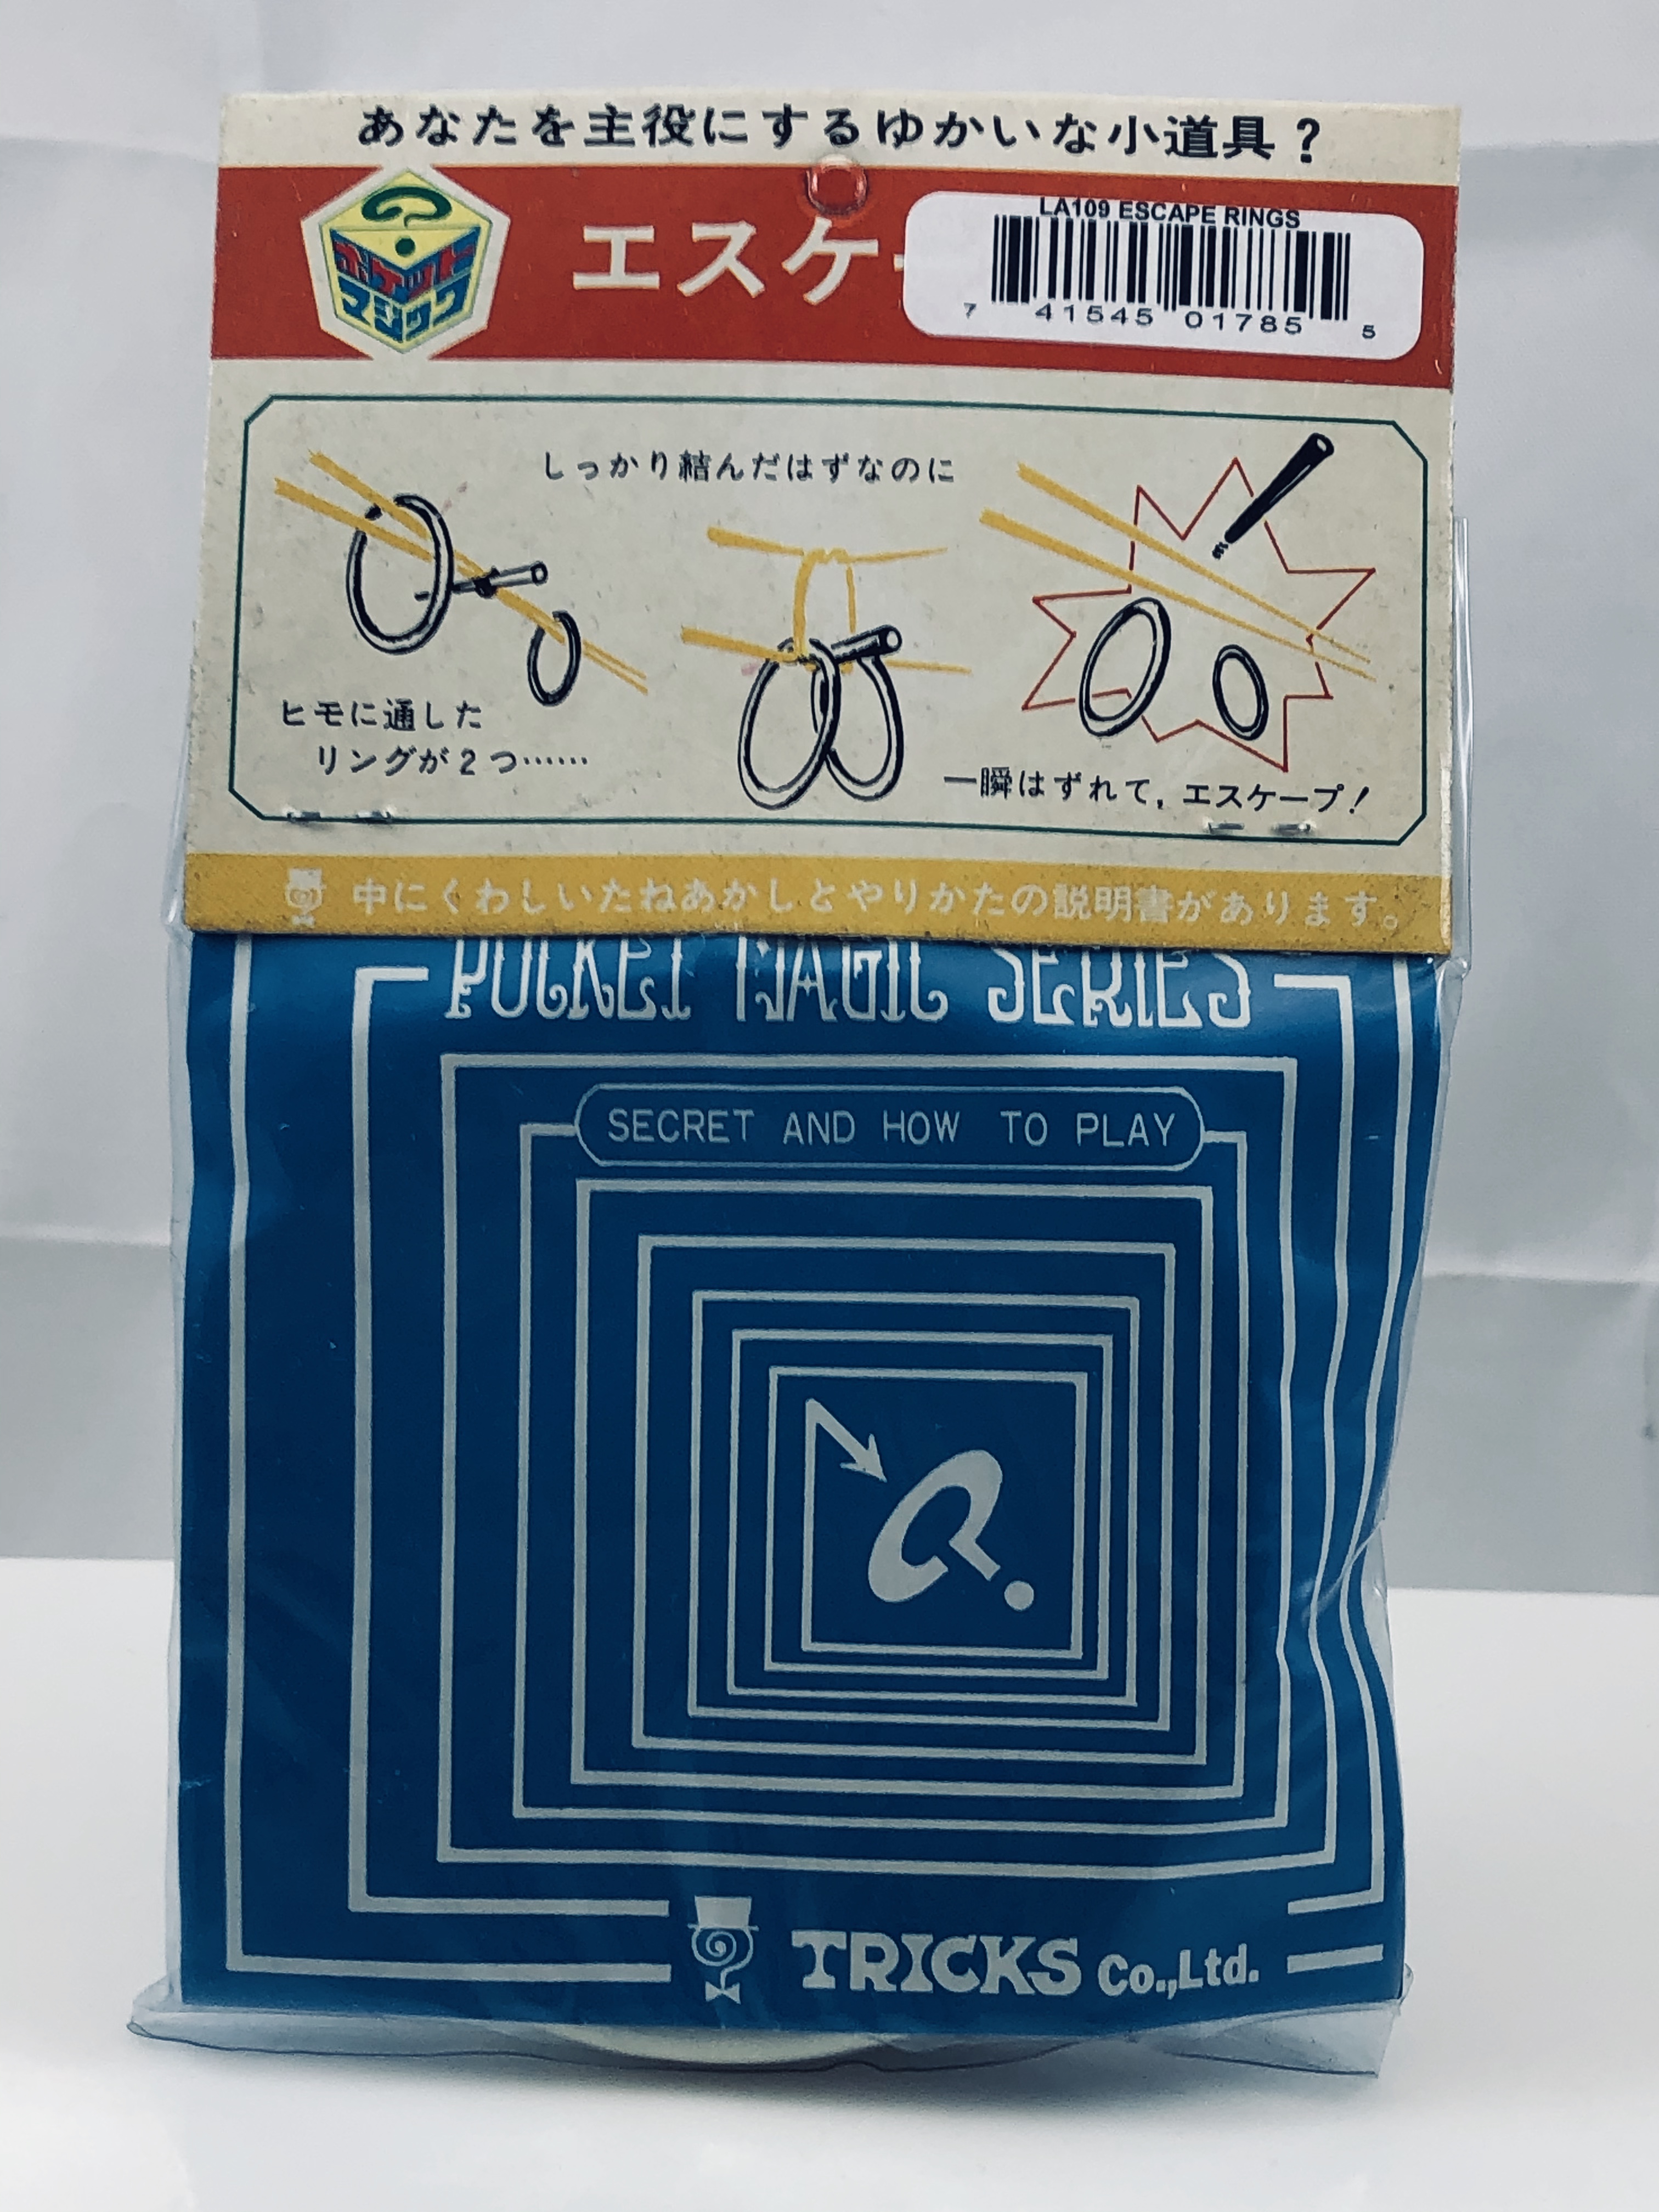 あなたを主役にするゆかいな小道具？
ポケット
マジック
エスケ
LA109 ESCAPE RINGS
7 41545 01785 5
しっかり結んだはずなのに
ヒモに通した
リングが2つ……
一瞬はずれて，エスケープ！
中にくわしいたねあかしとやりかたの説明書があります。
POCKET MAGIC SERIES
SECRET AND HOW TO PLAY
TRICKS Co.,Ltd.